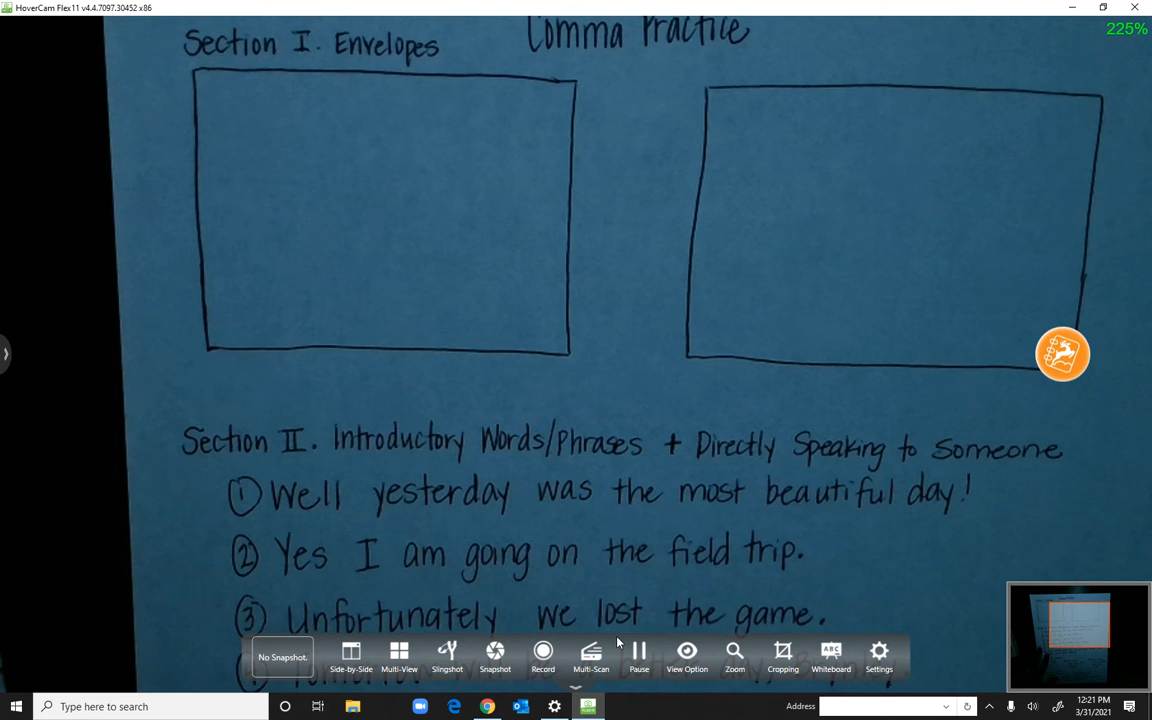 HoverCam Flex11 v4.4.7097.30452 x86
225%
Comma Practice
Section I. Envelopes
Section II. Introductory Words/Phrases + Directly Speaking to Someone
① Well yesterday was the most beautiful day!
② Yes I am going on the field trip.
③ Unfortunately we lost the game.
No Snapshot.
Side-by-Side
Multi-View
Slingshot
Snapshot
Record
Multi-Scan
Pause
View Option
Zoom
Cropping
ABC
Whiteboard
Settings
Type here to search
Address
12:21 PM
3/31/2021